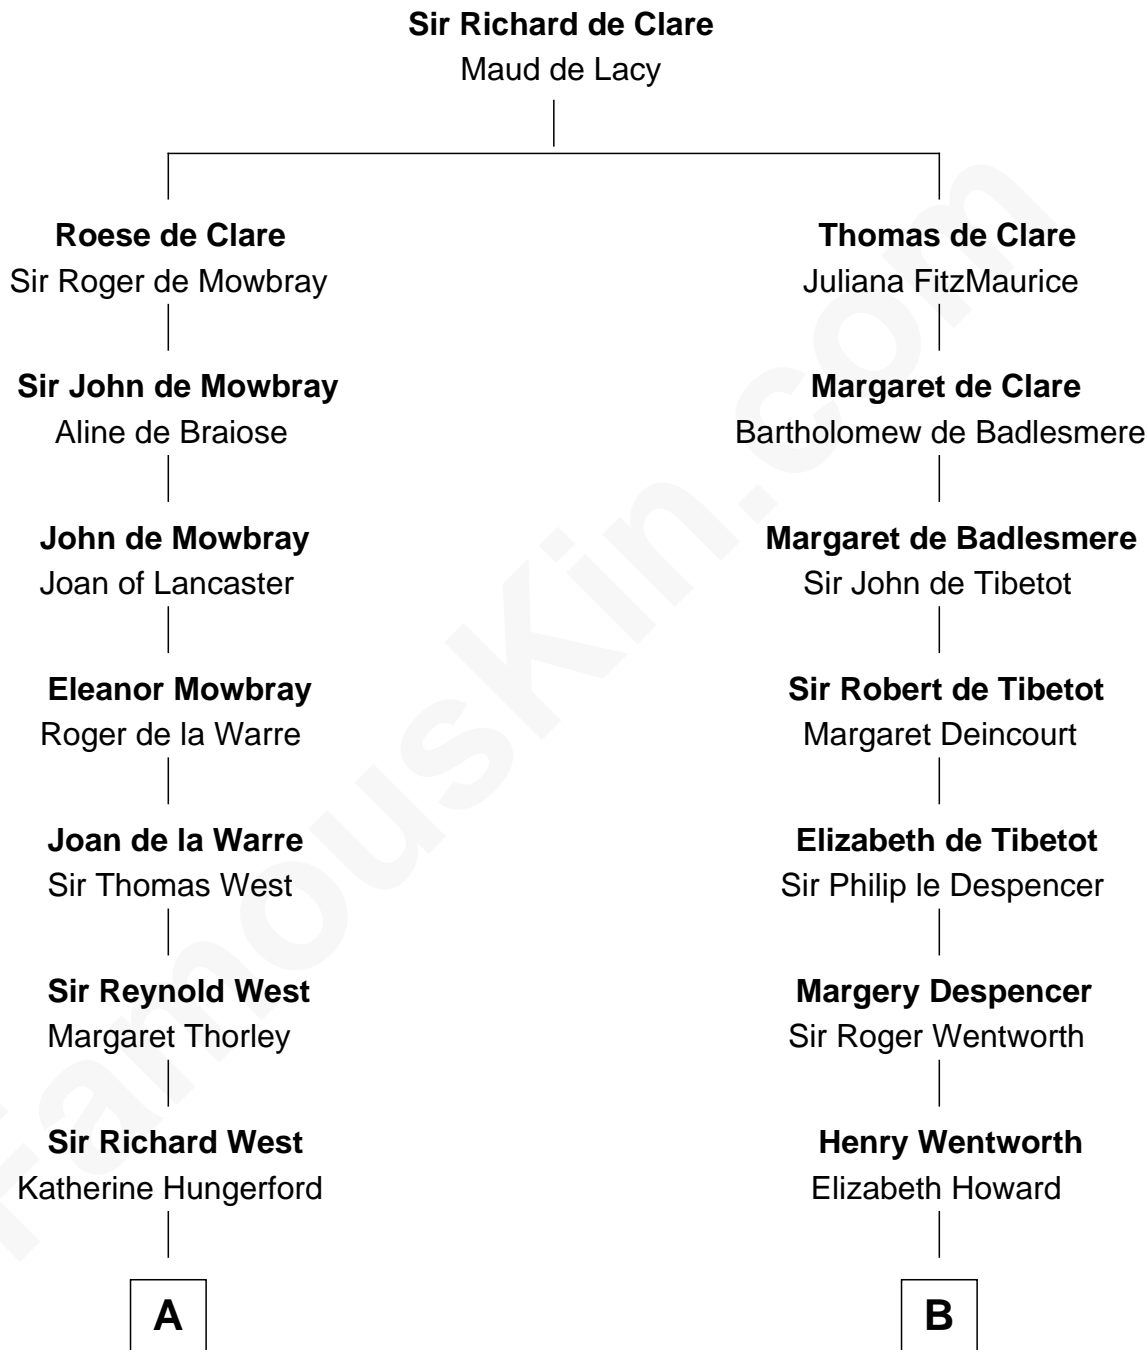 Sir Richard de Clare
Maud de Lacy
Roese de Clare
Sir Roger de Mowbray
Thomas de Clare
Juliana FitzMaurice
Sir John de Mowbray
Aline de Braiose
Margaret de Clare
Bartholomew de Badlesmere
John de Mowbray
Joan of Lancaster
Margaret de Badlesmere
Sir John de Tibetot
Eleanor Mowbray
Roger de la Warre
Sir Robert de Tibetot
Margaret Deincourt
Joan de la Warre
Sir Thomas West
Elizabeth de Tibetot
Sir Philip le Despencer
Sir Reynold West
Margaret Thorley
Margery Despencer
Sir Roger Wentworth
Sir Richard West
Katherine Hungerford
Henry Wentworth
Elizabeth Howard
A
B
FamousKin.com